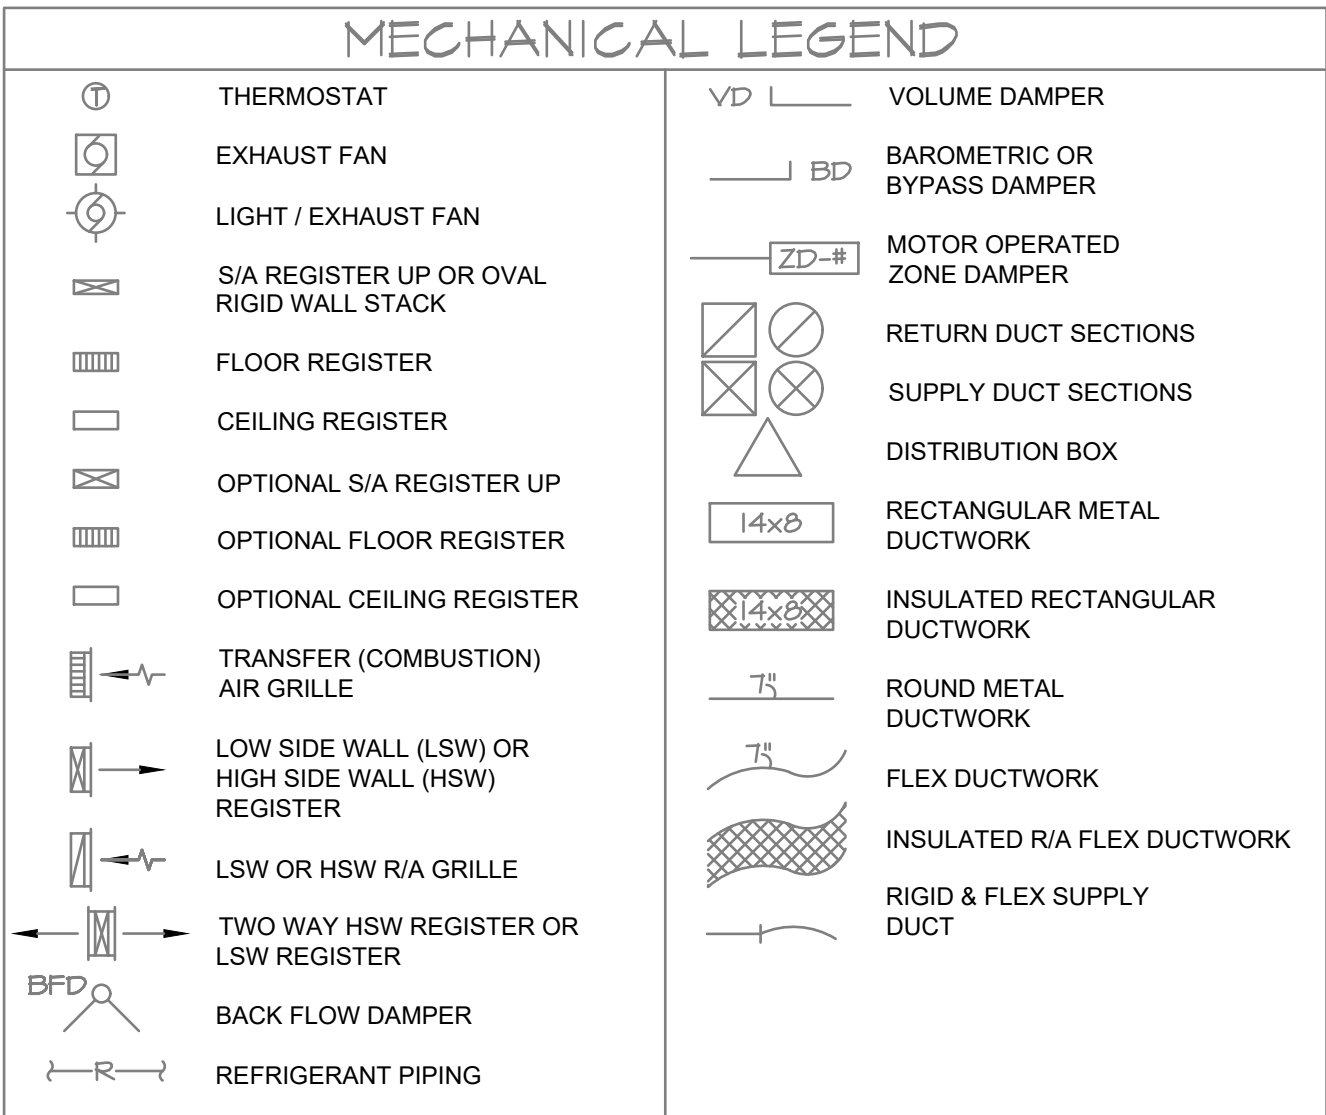 MECHANICAL LEGEND
T THERMOSTAT
EXHAUST FAN
LIGHT / EXHAUST FAN
S/A REGISTER UP OR OVAL
RIGID WALL STACK
FLOOR REGISTER
CEILING REGISTER
OPTIONAL S/A REGISTER UP
OPTIONAL FLOOR REGISTER
OPTIONAL CEILING REGISTER
TRANSFER (COMBUSTION)
AIR GRILLE
LOW SIDE WALL (LSW) OR
HIGH SIDE WALL (HSW)
REGISTER
LSW OR HSW R/A GRILLE
TWO WAY HSW REGISTER OR
LSW REGISTER
BFD
BACK FLOW DAMPER
R REFRIGERANT PIPING
VD VOLUME DAMPER
BAROMETRIC OR
BD
BYPASS DAMPER
MOTOR OPERATED
ZD-#
ZONE DAMPER
RETURN DUCT SECTIONS
SUPPLY DUCT SECTIONS
DISTRIBUTION BOX
RECTANGULAR METAL
14x8
DUCTWORK
INSULATED RECTANGULAR
14x8
DUCTWORK
7" ROUND METAL
DUCTWORK
7"
FLEX DUCTWORK
INSULATED R/A FLEX DUCTWORK
RIGID & FLEX SUPPLY
DUCT